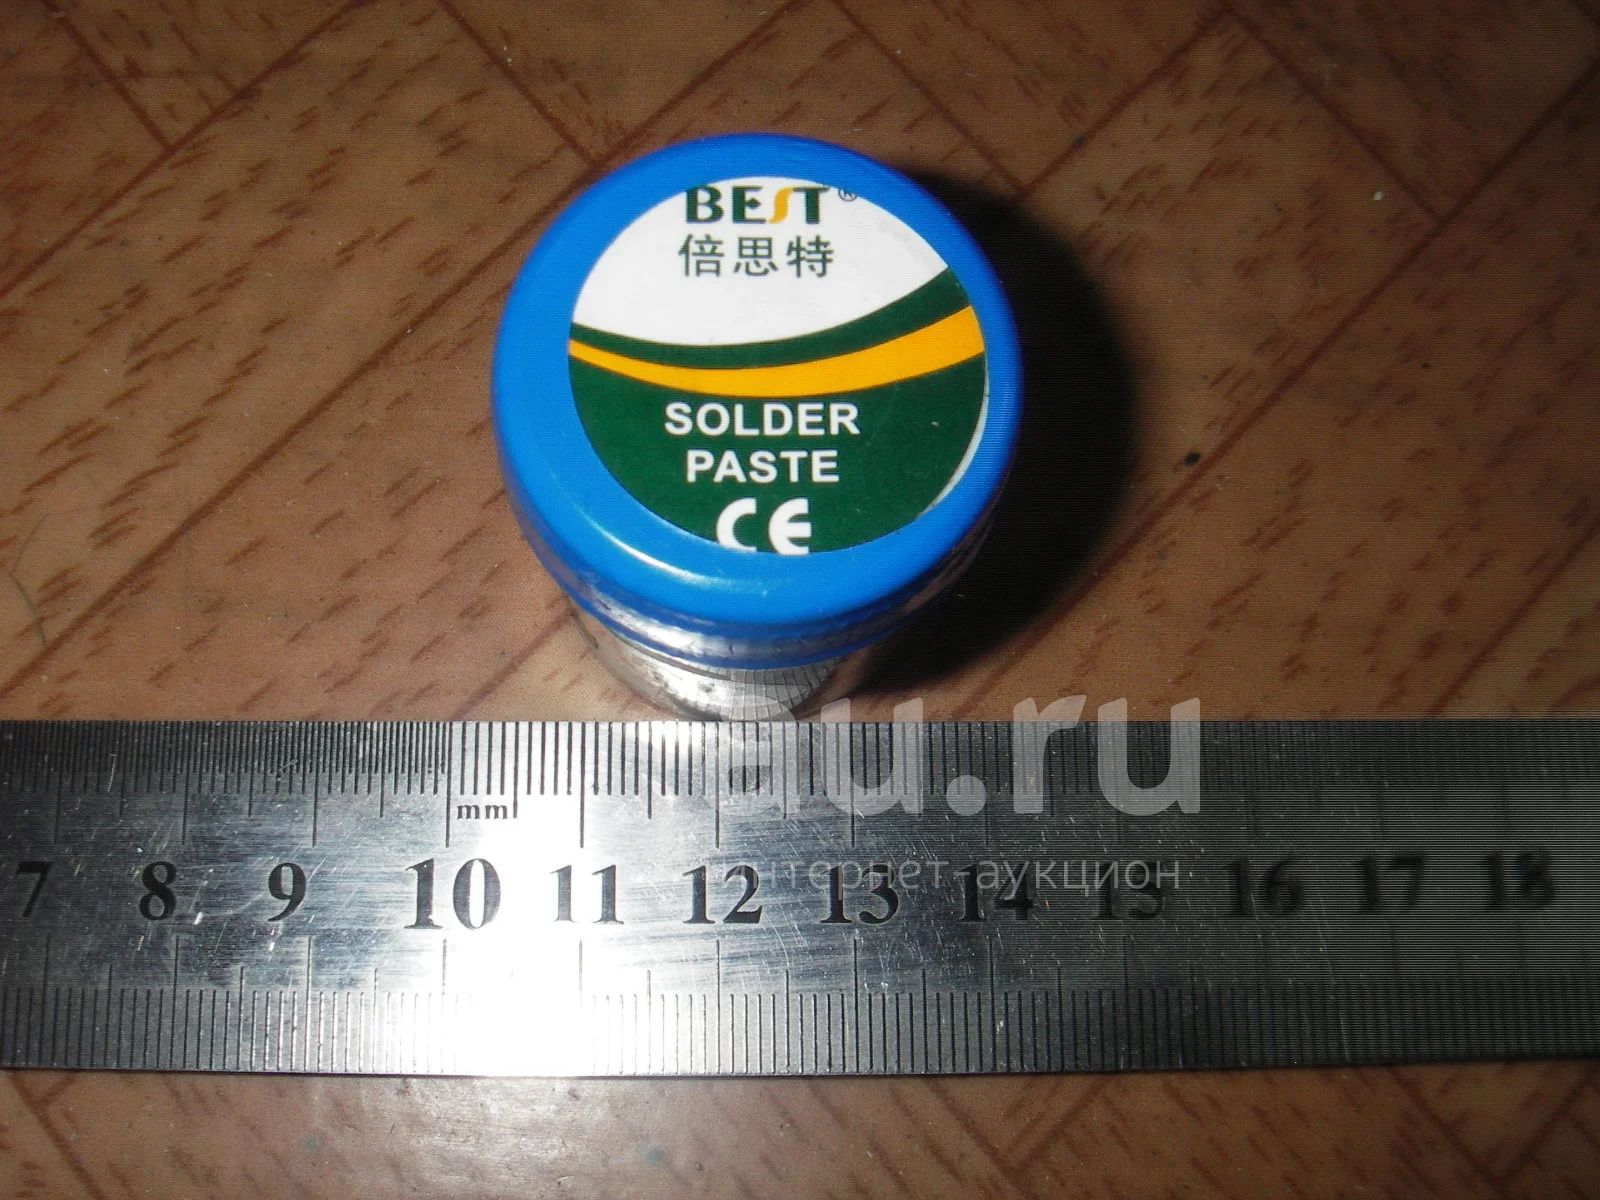 BEST®
倍思特
SOLDER
PASTE
CE
au.ru
интернет-аукцион
mm
7 8 9 10 11 12 13 14 15 16 17 18